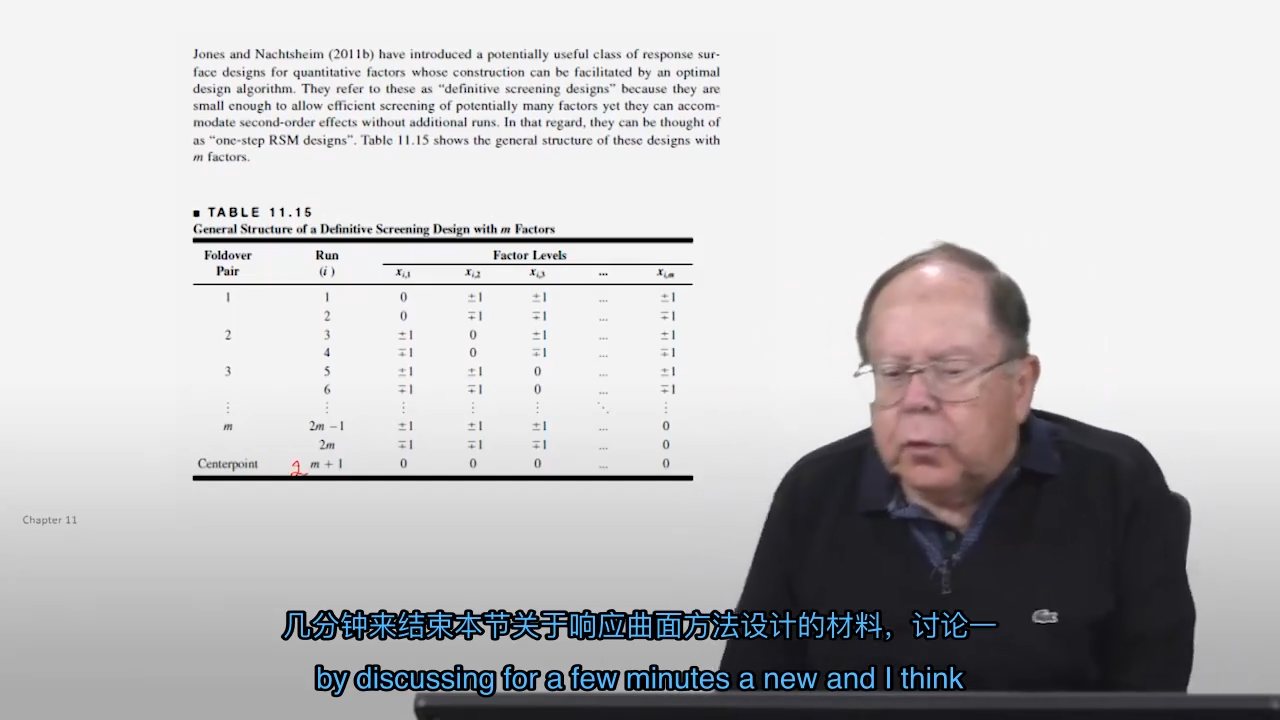 Jones and Nachtsheim (2011b) have introduced a potentially useful class of response sur-
face designs for quantitative factors whose construction can be facilitated by an optimal
design algorithm. They refer to these as “definitive screening designs” because they are
small enough to allow efficient screening of potentially many factors yet they can accom-
modate second-order effects without additional runs. In that regard, they can be thought of
as “one-step RSM designs”. Table 11.15 shows the general structure of these designs with
m factors.
■ TABLE 11.15
General Structure of a Definitive Screening Design with m Factors
Foldover Pair Run (i) Factor Levels
xi,1 xi,2 xi,3 ... xi,m
1 1 0 ±1 ±1 ... ±1
2 0 ∓1 ∓1 ... ∓1
2 3 ±1 0 ±1 ... ±1
4 ∓1 0 ∓1 ... ∓1
3 5 ±1 ±1 0 ... ±1
6 ∓1 ∓1 0 ... ∓1
⋮ ⋮ ⋮ ⋮ ⋮ ⋱ ⋮
m 2m −1 ±1 ±1 ±1 ... 0
2m ∓1 ∓1 ∓1 ... 0
Centerpoint 2 m + 1 0 0 0 ... 0
Chapter 11
几分钟来结束本节关于响应曲面方法设计的材料，讨论一
by discussing for a few minutes a new and I think